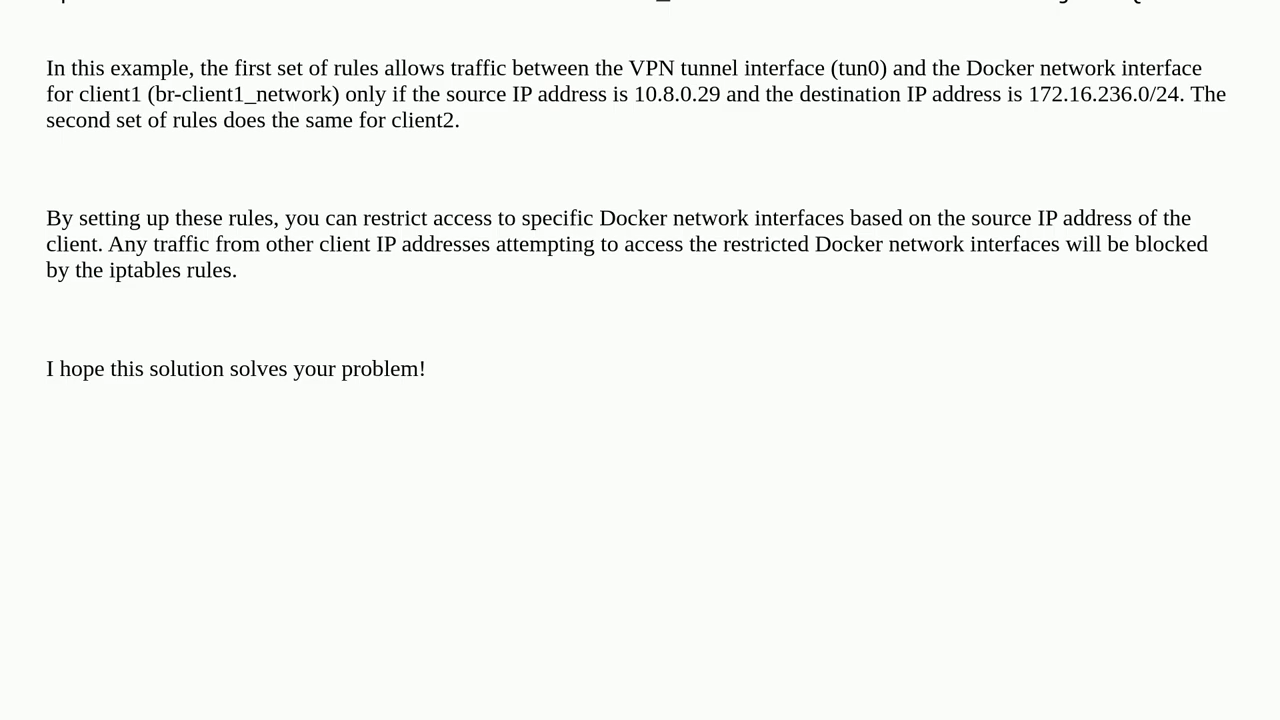 In this example, the first set of rules allows traffic between the VPN tunnel interface (tun0) and the Docker network interface
for client1 (br-client1_network) only if the source IP address is 10.8.0.29 and the destination IP address is 172.16.236.0/24. The
second set of rules does the same for client2.
By setting up these rules, you can restrict access to specific Docker network interfaces based on the source IP address of the
client. Any traffic from other client IP addresses attempting to access the restricted Docker network interfaces will be blocked
by the iptables rules.
I hope this solution solves your problem!